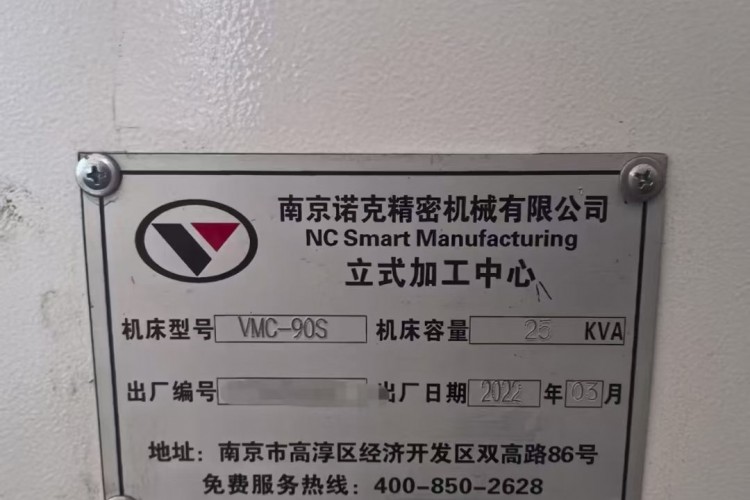 南京诺克精密机械有限公司
NC Smart Manufacturing
立式加工中心
机床型号 VMC-90S 机床容量 25 KVA
出厂编号 出厂日期 2022 年 03 月
地址：南京市高淳区经济开发区双高路86号
免费服务热线：400-850-2628